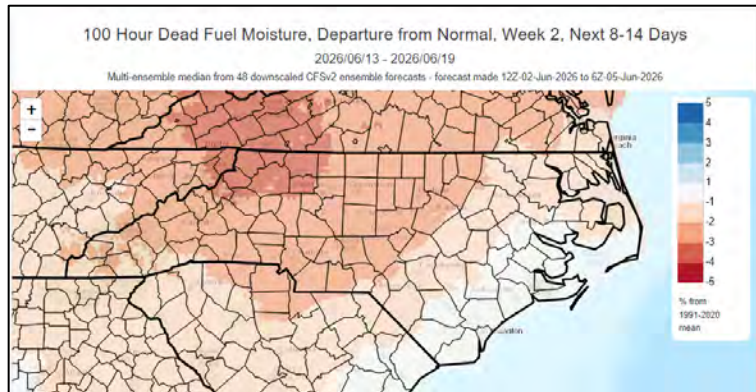 100 Hour Dead Fuel Moisture, Departure from Normal, Week 2, Next 8-14 Days
2026/06/13 - 2026/06/19
Multi-ensemble median from 48 downscaled CFSv2 ensemble forecasts - forecast made 12Z-02-Jun-2026 to 6Z-05-Jun-2026
+
−
5
4
3
2
1
-1
-2
-3
-4
-5
% from
1991-2020
mean